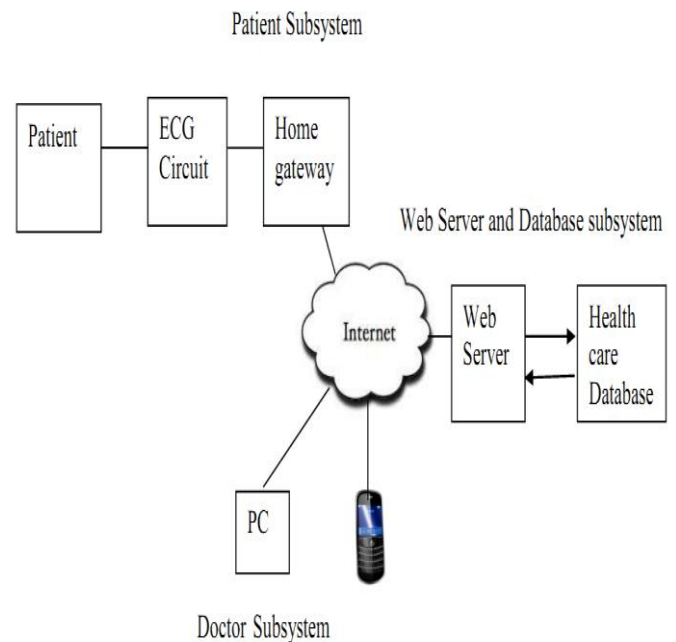 Patient Subsystem
Patient
ECG
Circuit
Home
gateway
Web Server and Database subsystem
Internet
Web
Server
Health
care
Database
PC
Doctor Subsystem